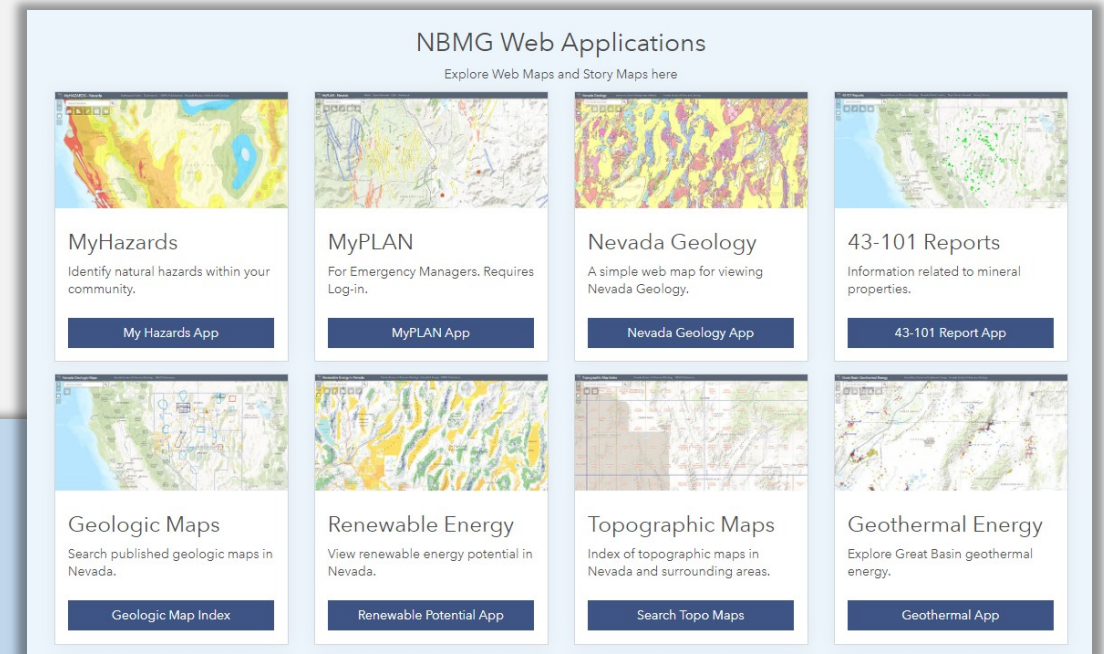 NBMG Web Applications
Explore Web Maps and Story Maps here
MyHazards
Identify natural hazards within your
community.
My Hazards App
MyPLAN
For Emergency Managers. Requires
Log-in.
MyPLAN App
Nevada Geology
A simple web map for viewing
Nevada Geology.
Nevada Geology App
43-101 Reports
Information related to mineral
properties.
43-101 Report App
Geologic Maps
Search published geologic maps in
Nevada.
Geologic Map Index
Renewable Energy
View renewable energy potential in
Nevada.
Renewable Potential App
Topographic Maps
Index of topographic maps in
Nevada and surrounding areas.
Search Topo Maps
Geothermal Energy
Explore Great Basin geothermal
energy.
Geothermal App